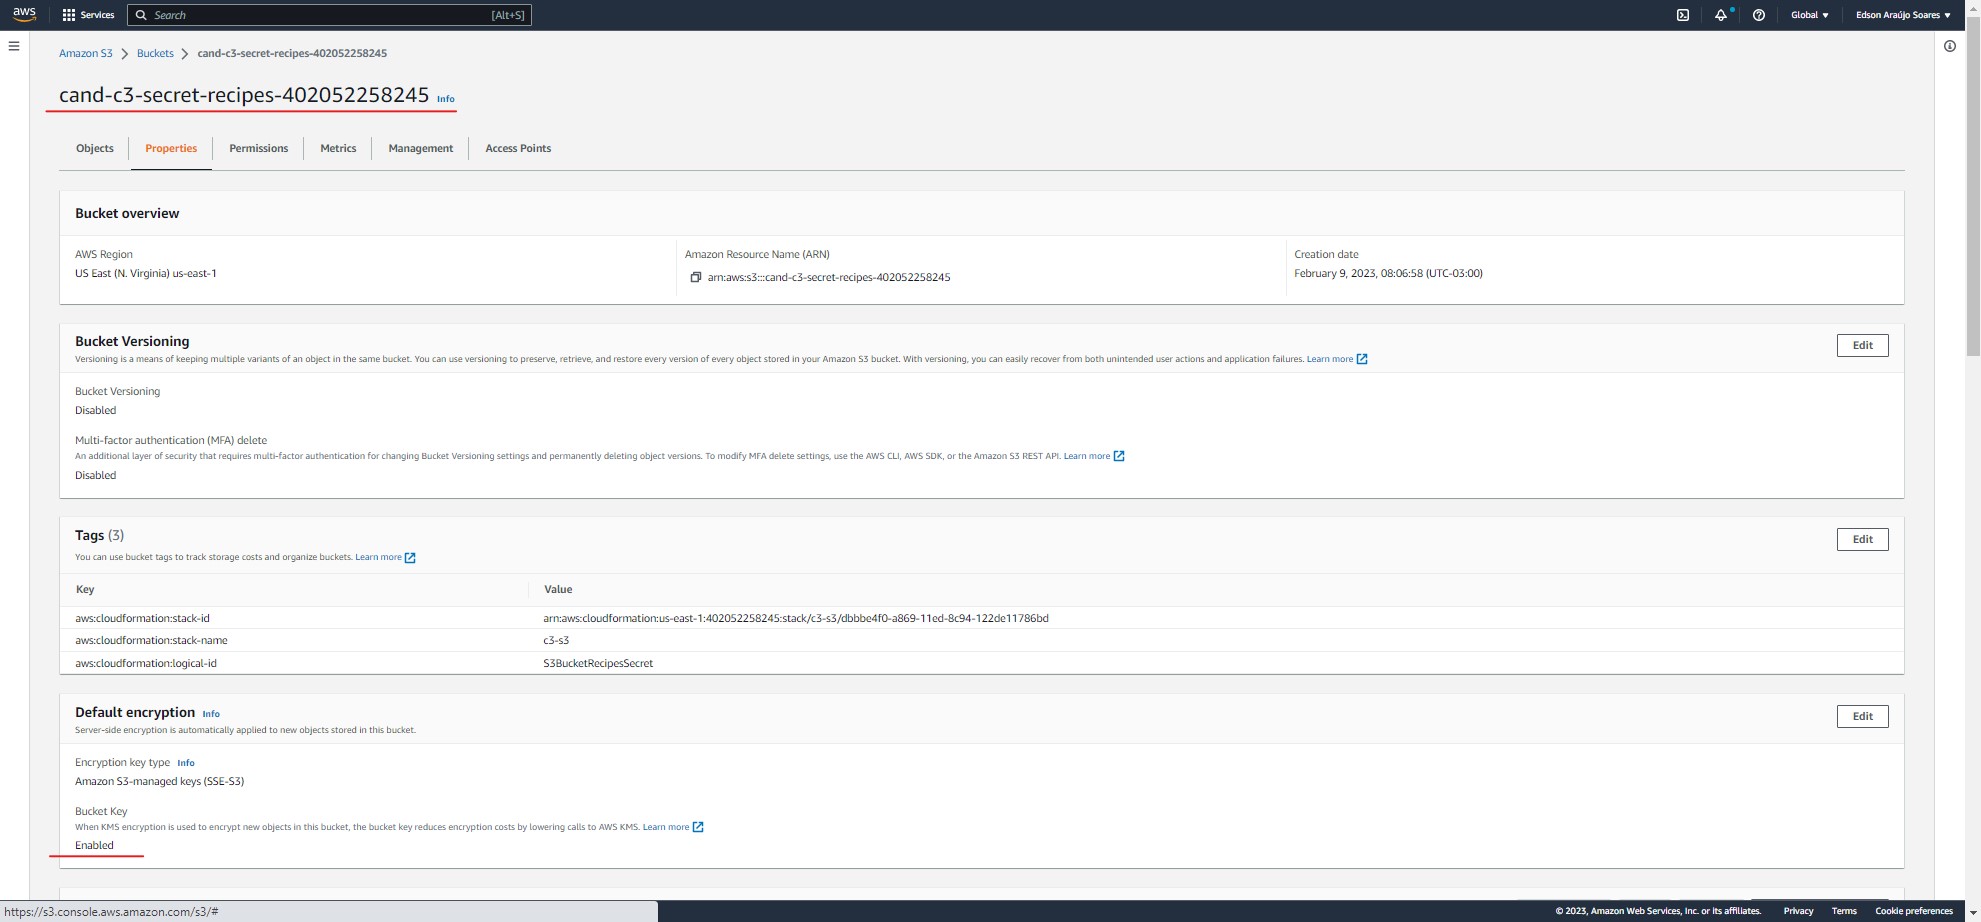 aws
Services
Search
[Alt+S]
Global
Edson Araújo Soares
Amazon S3 > Buckets > cand-c3-secret-recipes-402052258245
cand-c3-secret-recipes-402052258245 Info
Objects
Properties
Permissions
Metrics
Management
Access Points
Bucket overview
AWS Region
US East (N. Virginia) us-east-1
Amazon Resource Name (ARN)
arn:aws:s3:::cand-c3-secret-recipes-402052258245
Creation date
February 9, 2023, 08:06:58 (UTC-03:00)
Bucket Versioning
Edit
Versioning is a means of keeping multiple variants of an object in the same bucket. You can use versioning to preserve, retrieve, and restore every version of every object stored in your Amazon S3 bucket. With versioning, you can easily recover from both unintended user actions and application failures. Learn more
Bucket Versioning
Disabled
Multi-factor authentication (MFA) delete
An additional layer of security that requires multi-factor authentication for changing Bucket Versioning settings and permanently deleting object versions. To modify MFA delete settings, use the AWS CLI, AWS SDK, or the Amazon S3 REST API. Learn more
Disabled
Tags (3)
Edit
You can use bucket tags to track storage costs and organize buckets. Learn more
Key Value
aws:cloudformation:stack-id arn:aws:cloudformation:us-east-1:402052258245:stack/c3-s3/dbbbe4f0-a869-11ed-8c94-122de11786bd
aws:cloudformation:stack-name c3-s3
aws:cloudformation:logical-id S3BucketRecipesSecret
Default encryption Info
Edit
Server-side encryption is automatically applied to new objects stored in this bucket.
Encryption key type Info
Amazon S3-managed keys (SSE-S3)
Bucket Key
When KMS encryption is used to encrypt new objects in this bucket, the bucket key reduces encryption costs by lowering calls to AWS KMS. Learn more
Enabled
https://s3.console.aws.amazon.com/s3/#
© 2023, Amazon Web Services, Inc. or its affiliates.
Privacy
Terms
Cookie preferences